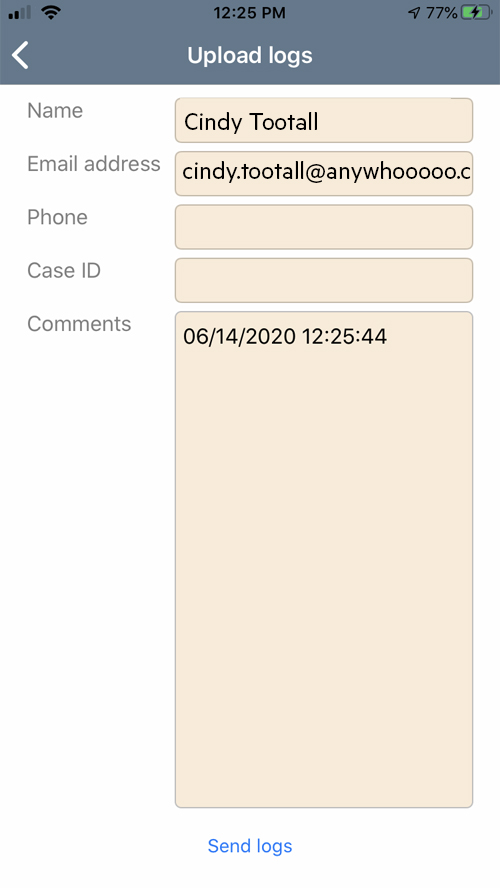 12:25 PM
77%
Upload logs
Name
Cindy Tootall
Email address
cindy.tootall@anywhooooo.c
Phone
Case ID
Comments
06/14/2020 12:25:44
Send logs